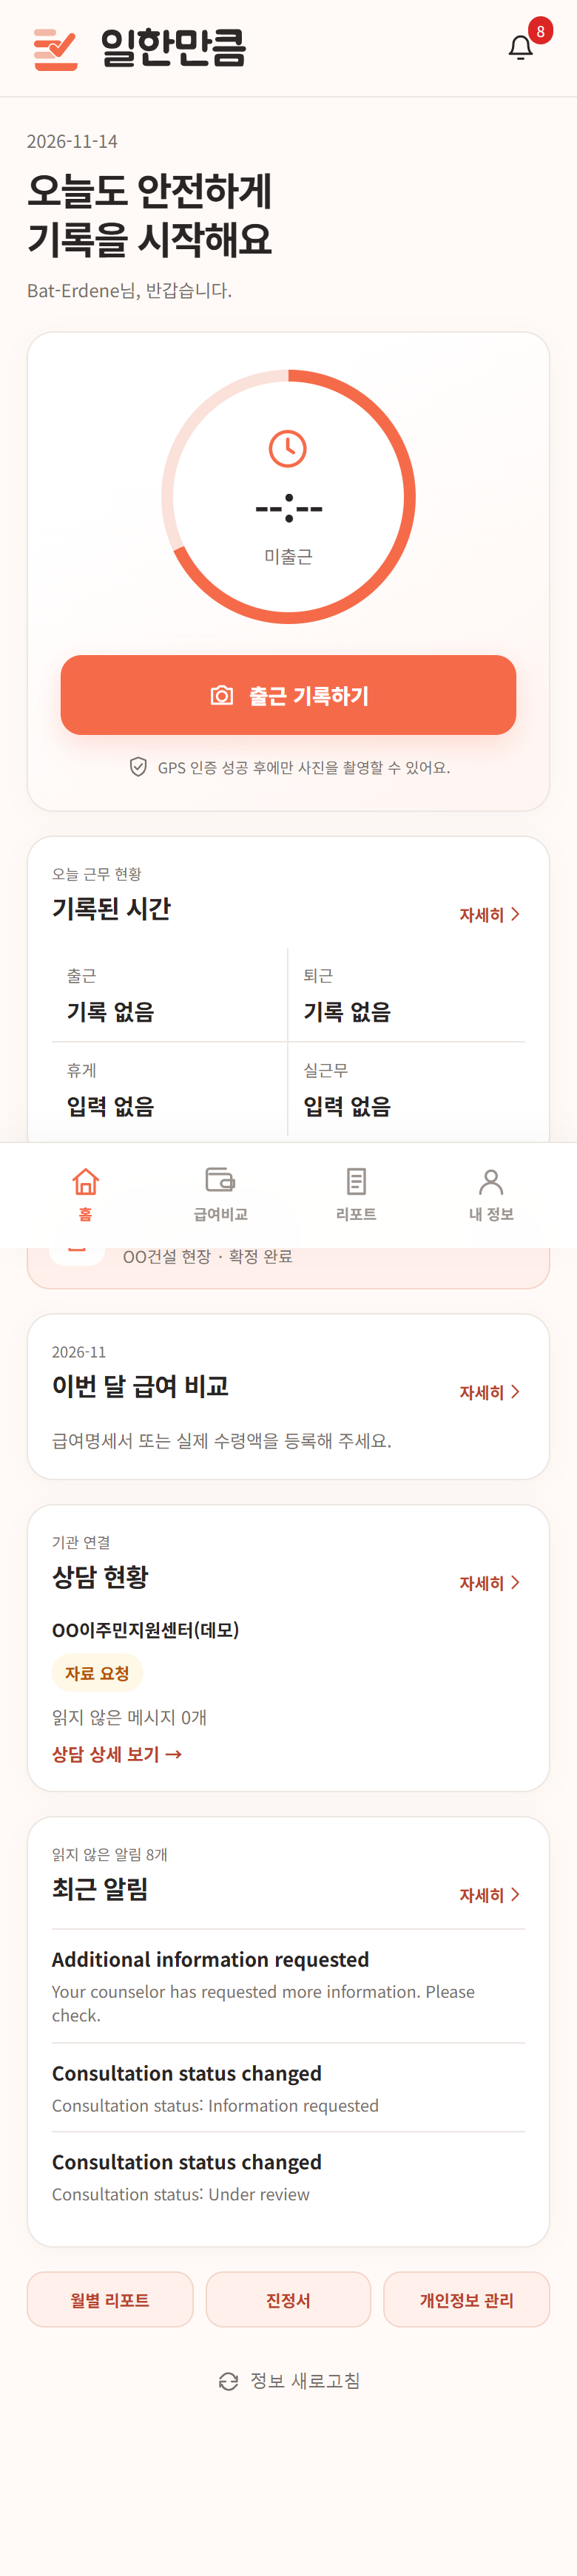 일한만큼
8
2026-11-14
오늘도 안전하게
기록을 시작해요
Bat-Erdene님, 반갑습니다.
--:--
미출근
출근 기록하기
GPS 인증 성공 후에만 사진을 촬영할 수 있어요.
오늘 근무 현황
기록된 시간
자세히
출근
기록 없음
퇴근
기록 없음
휴게
입력 없음
실근무
입력 없음
홈
급여비교
리포트
내 정보
OO건설 현장 · 확정 완료
2026-11
이번 달 급여 비교
자세히
급여명세서 또는 실제 수령액을 등록해 주세요.
기관 연결
상담 현황
자세히
OO이주민지원센터(데모)
자료 요청
읽지 않은 메시지 0개
상담 상세 보기 →
읽지 않은 알림 8개
최근 알림
자세히
Additional information requested
Your counselor has requested more information. Please
check.
Consultation status changed
Consultation status: Information requested
Consultation status changed
Consultation status: Under review
월별 리포트
진정서
개인정보 관리
정보 새로고침